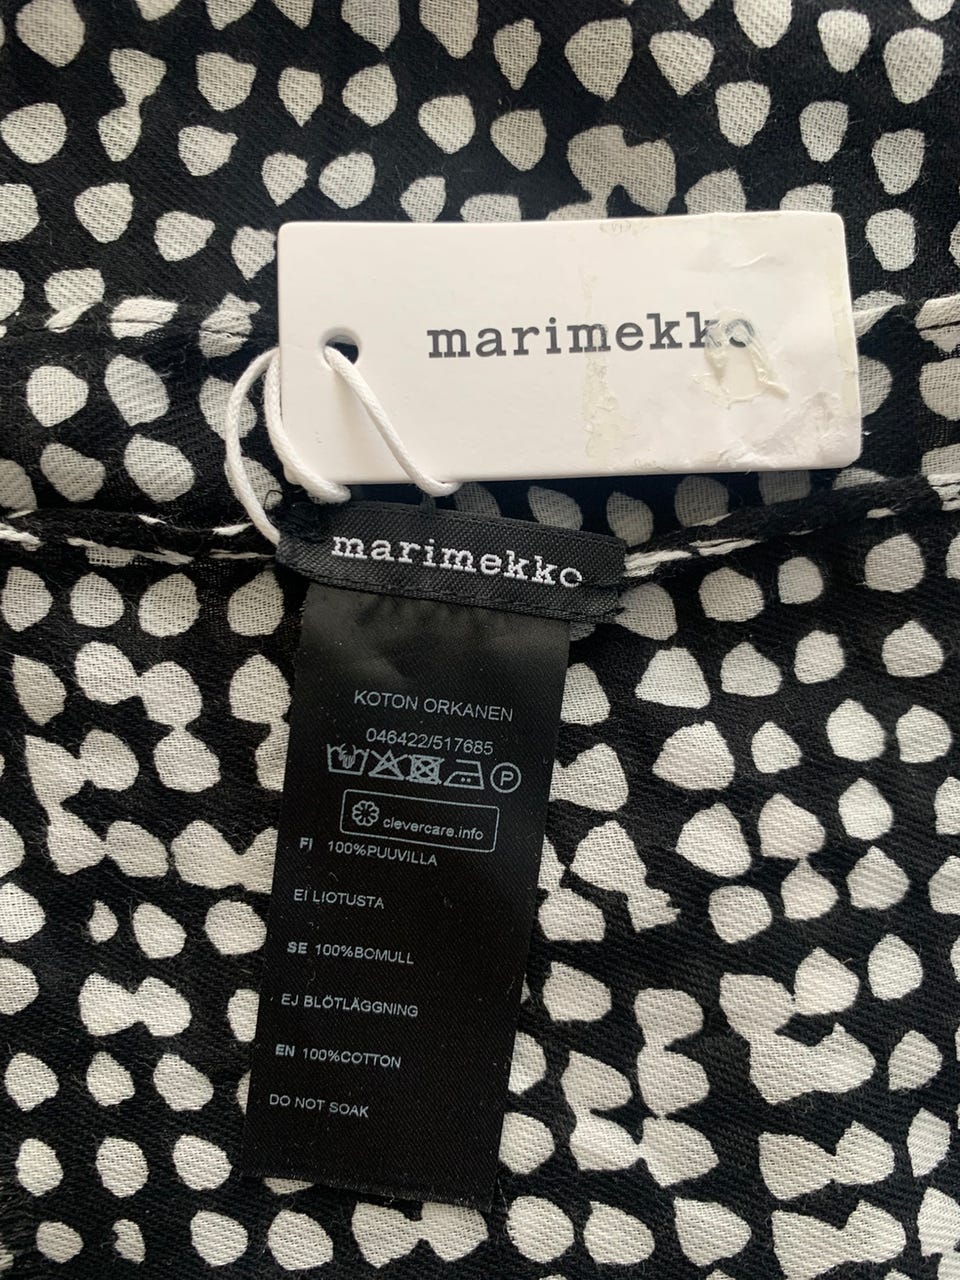 marimekko
marimekko
KOTON ORKANEN
046422/517685
P
clevercare.info
FI 100%PUUVILLA
EI LIOTUSTA
SE 100%BOMULL
EJ BLÖTLÄGGNING
EN 100%COTTON
DO NOT SOAK